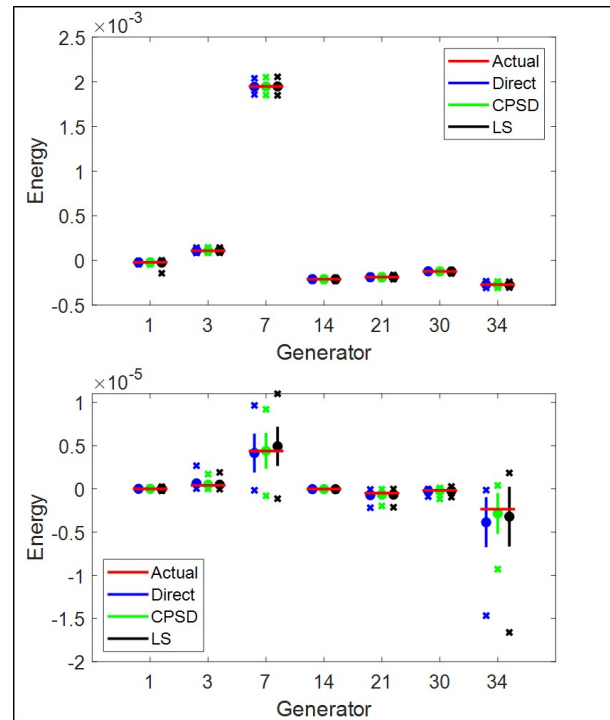 ×10⁻³
2.5
2
1.5
1
0.5
0
-0.5
Energy
Actual
Direct
CPSD
LS
1 3 7 14 21 30 34
Generator
×10⁻⁵
1
0.5
0
-0.5
-1
-1.5
-2
Energy
Actual
Direct
CPSD
LS
1 3 7 14 21 30 34
Generator